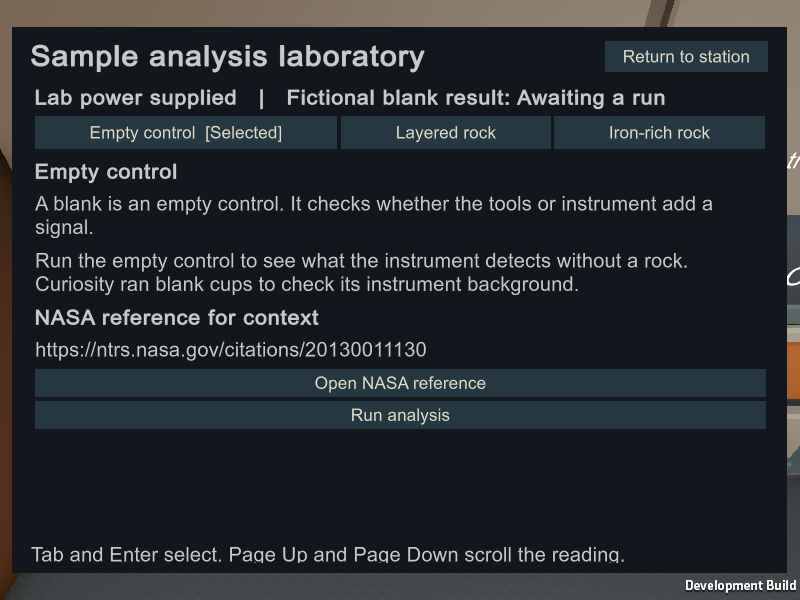 Sample analysis laboratory
Return to station
Lab power supplied | Fictional blank result: Awaiting a run
Empty control [Selected]
Layered rock
Iron-rich rock
Empty control
A blank is an empty control. It checks whether the tools or instrument add a
signal.
Run the empty control to see what the instrument detects without a rock.
Curiosity ran blank cups to check its instrument background.
NASA reference for context
https://ntrs.nasa.gov/citations/20130011130
Open NASA reference
Run analysis
Tab and Enter select. Page Up and Page Down scroll the reading.
Development Build